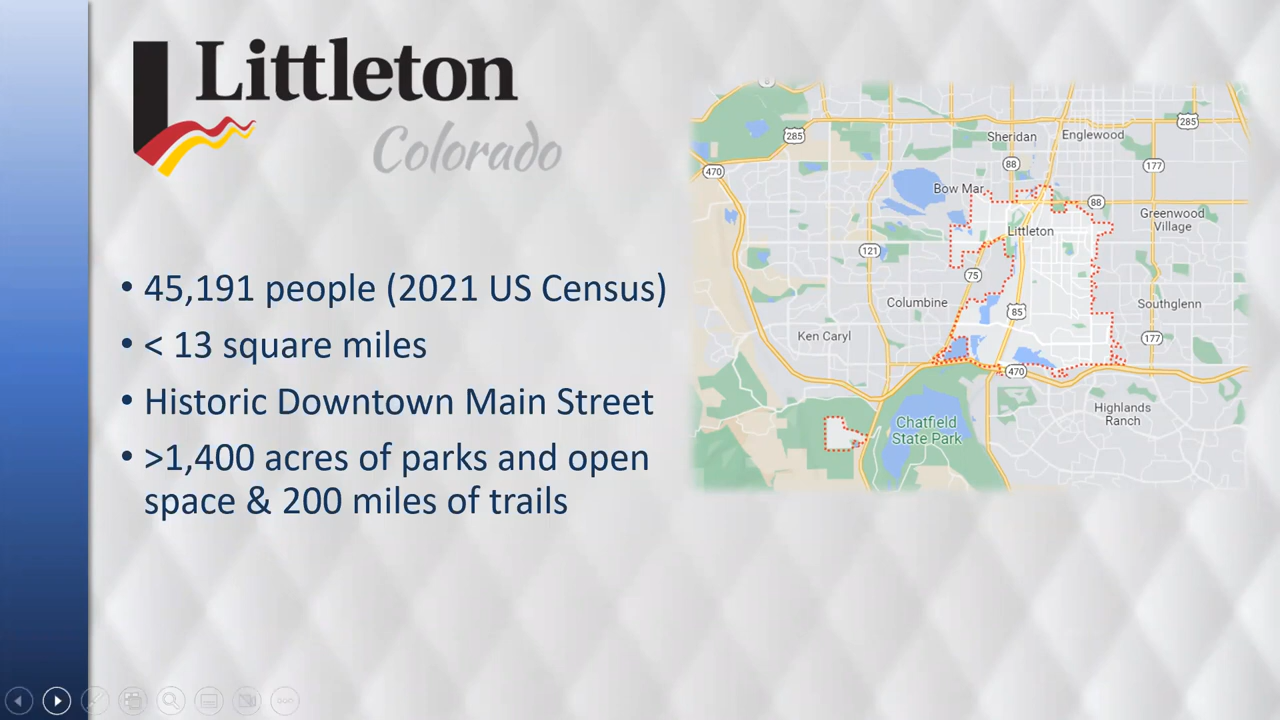 Littleton
Colorado
• 45,191 people (2021 US Census)
• < 13 square miles
• Historic Downtown Main Street
• >1,400 acres of parks and open
space & 200 miles of trails
8
285
285
Sheridan
Englewood
470
88
177
Bow Mar
88
Greenwood
Village
Littleton
121
75
Columbine
85
Southglenn
Ken Caryl
177
470
Highlands
Ranch
Chatfield
State Park